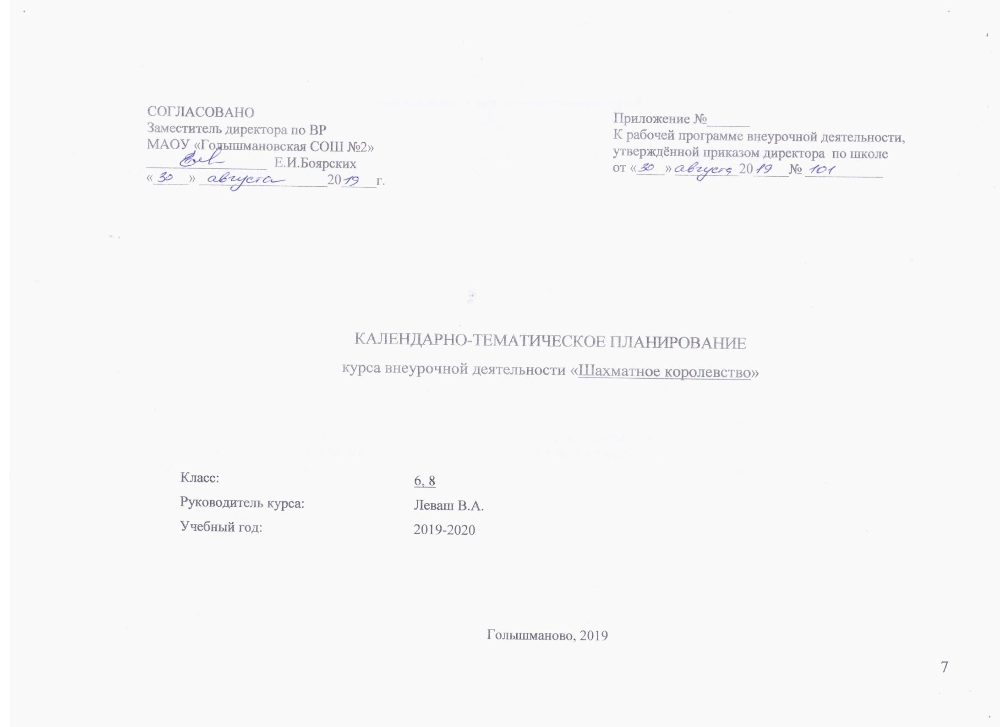 СОГЛАСОВАНО
Заместитель директора по ВР
МАОУ «Голышмановская СОШ №2»
_________________ Е.И.Боярских
«30» августа 2019 г.
Приложение №______
К рабочей программе внеурочной деятельности,
утверждённой приказом директора по школе
от «30» августа 2019 № 101
КАЛЕНДАРНО-ТЕМАТИЧЕСКОЕ ПЛАНИРОВАНИЕ
курса внеурочной деятельности «Шахматное королевство»
Класс: 6, 8
Руководитель курса: Леваш В.А.
Учебный год: 2019-2020
Голышманово, 2019
7